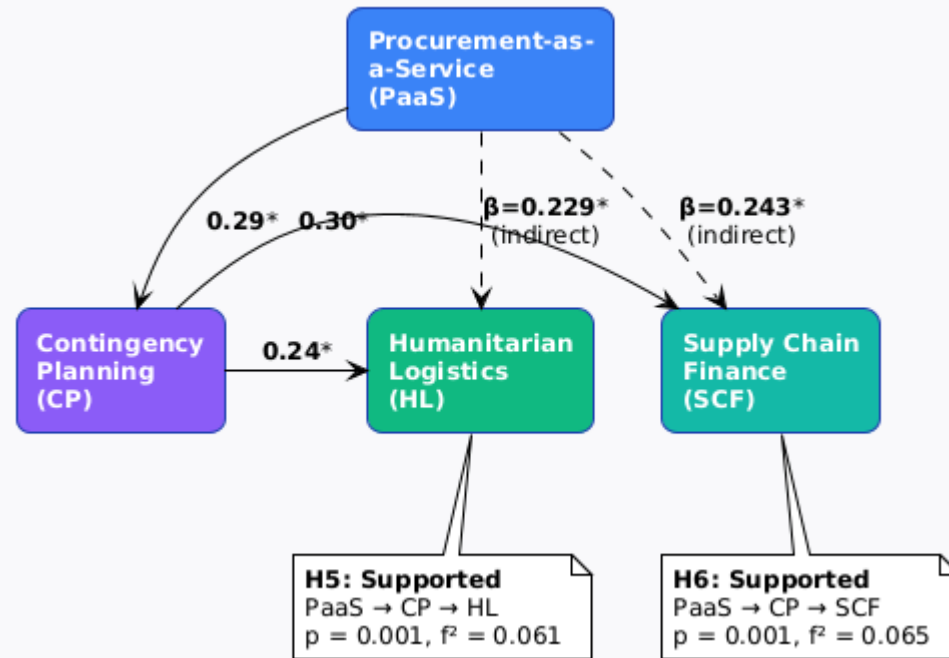 Procurement-as-
a-Service
(PaaS)
0.29* 0.30*
β=0.229*
(indirect)
β=0.243*
(indirect)
Contingency
Planning
(CP)
0.24*
Humanitarian
Logistics
(HL)
Supply Chain
Finance
(SCF)
H5: Supported
PaaS → CP → HL
p = 0.001, f² = 0.061
H6: Supported
PaaS → CP → SCF
p = 0.001, f² = 0.065